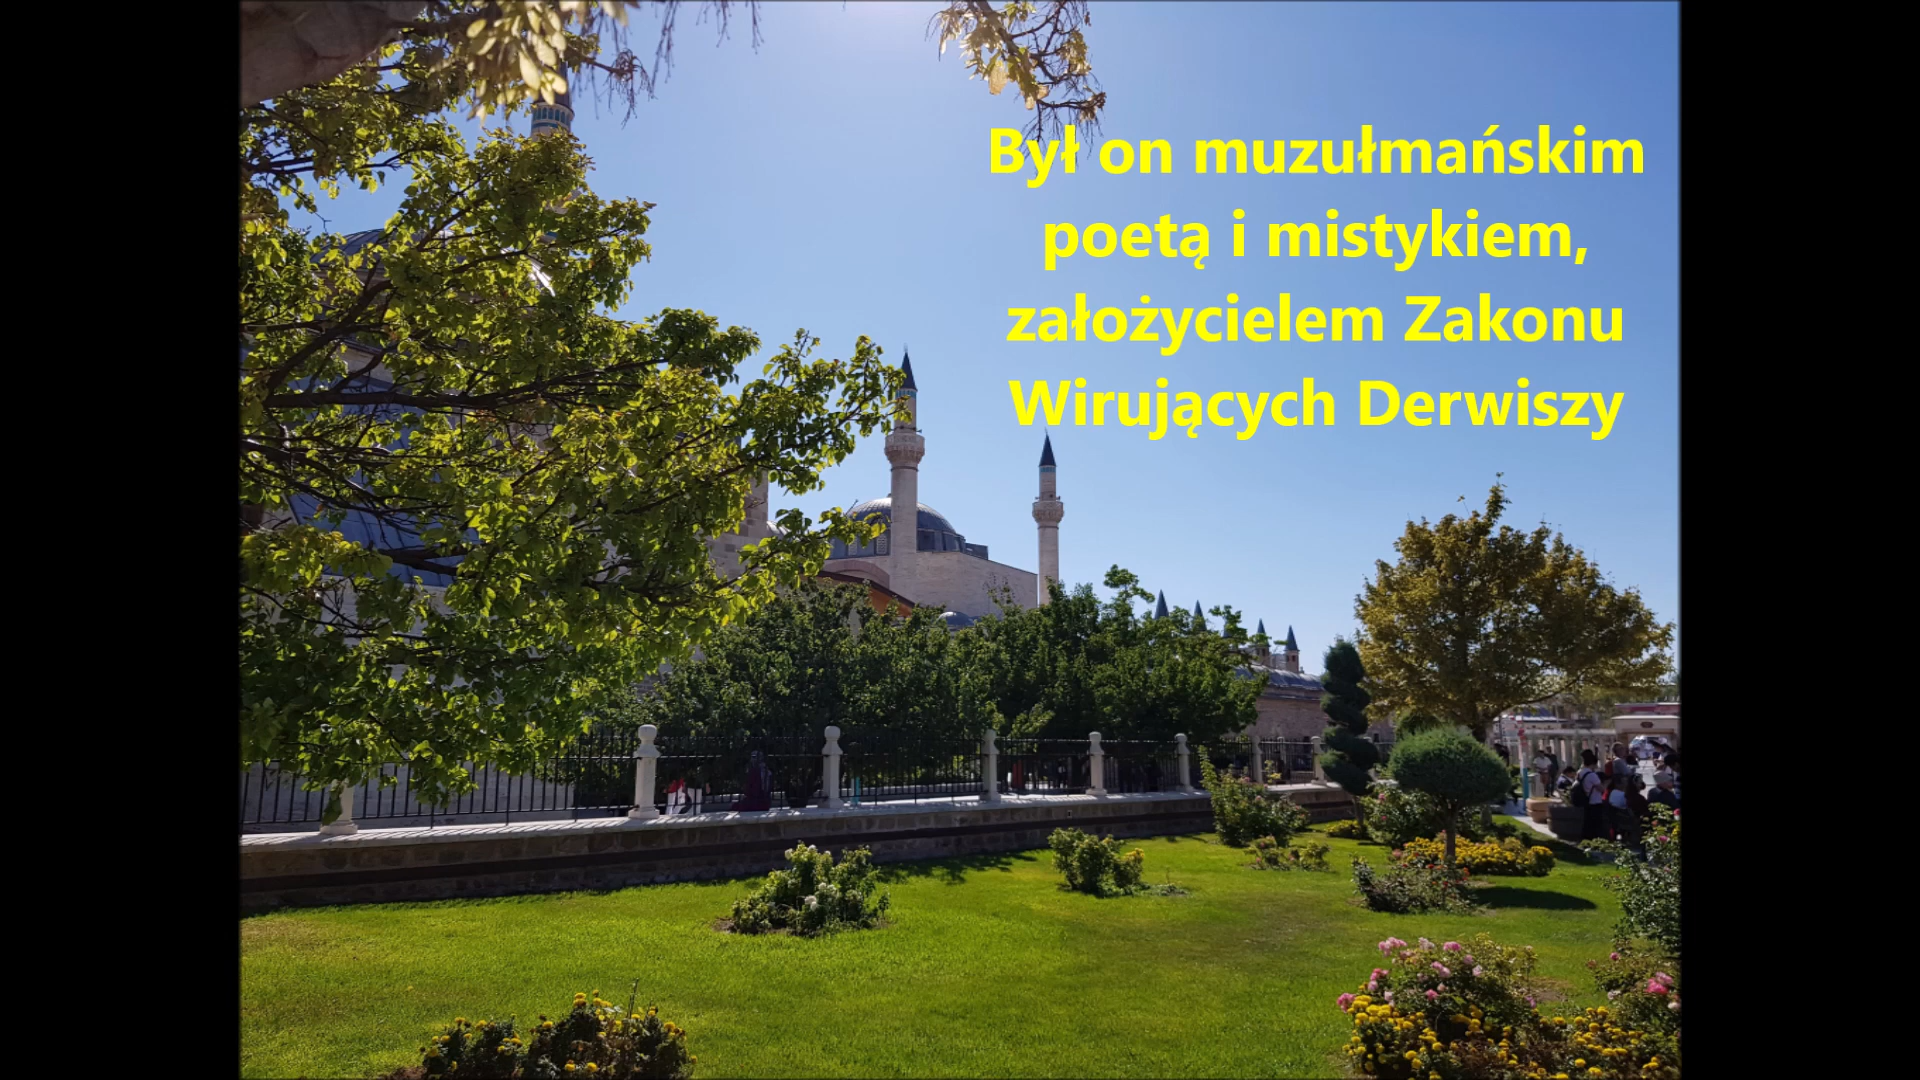 Był on muzułmańskim
poetą i mistykiem,
założycielem Zakonu
Wirujących Derwiszy